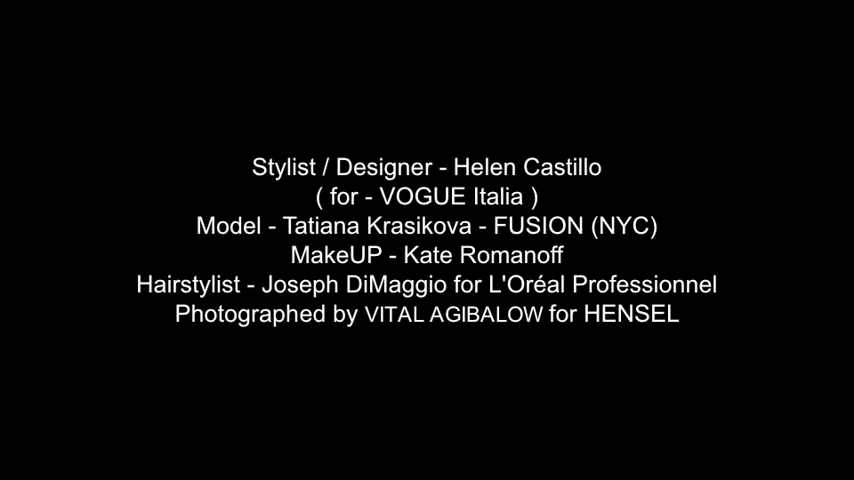 Stylist / Designer - Helen Castillo
( for - VOGUE Italia )
Model - Tatiana Krasikova - FUSION (NYC)
MakeUP - Kate Romanoff
Hairstylist - Joseph DiMaggio for L'Oréal Professionnel
Photographed by VITAL AGIBALOW for HENSEL